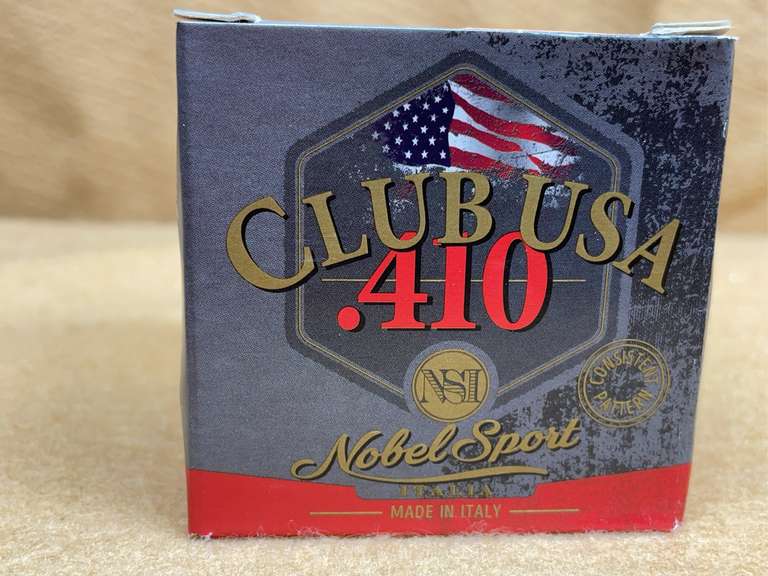 CLUB USA
.410
CONSISTENT
PATTERN
NSI
Nobel Sport
ITALIA
MADE IN ITALY